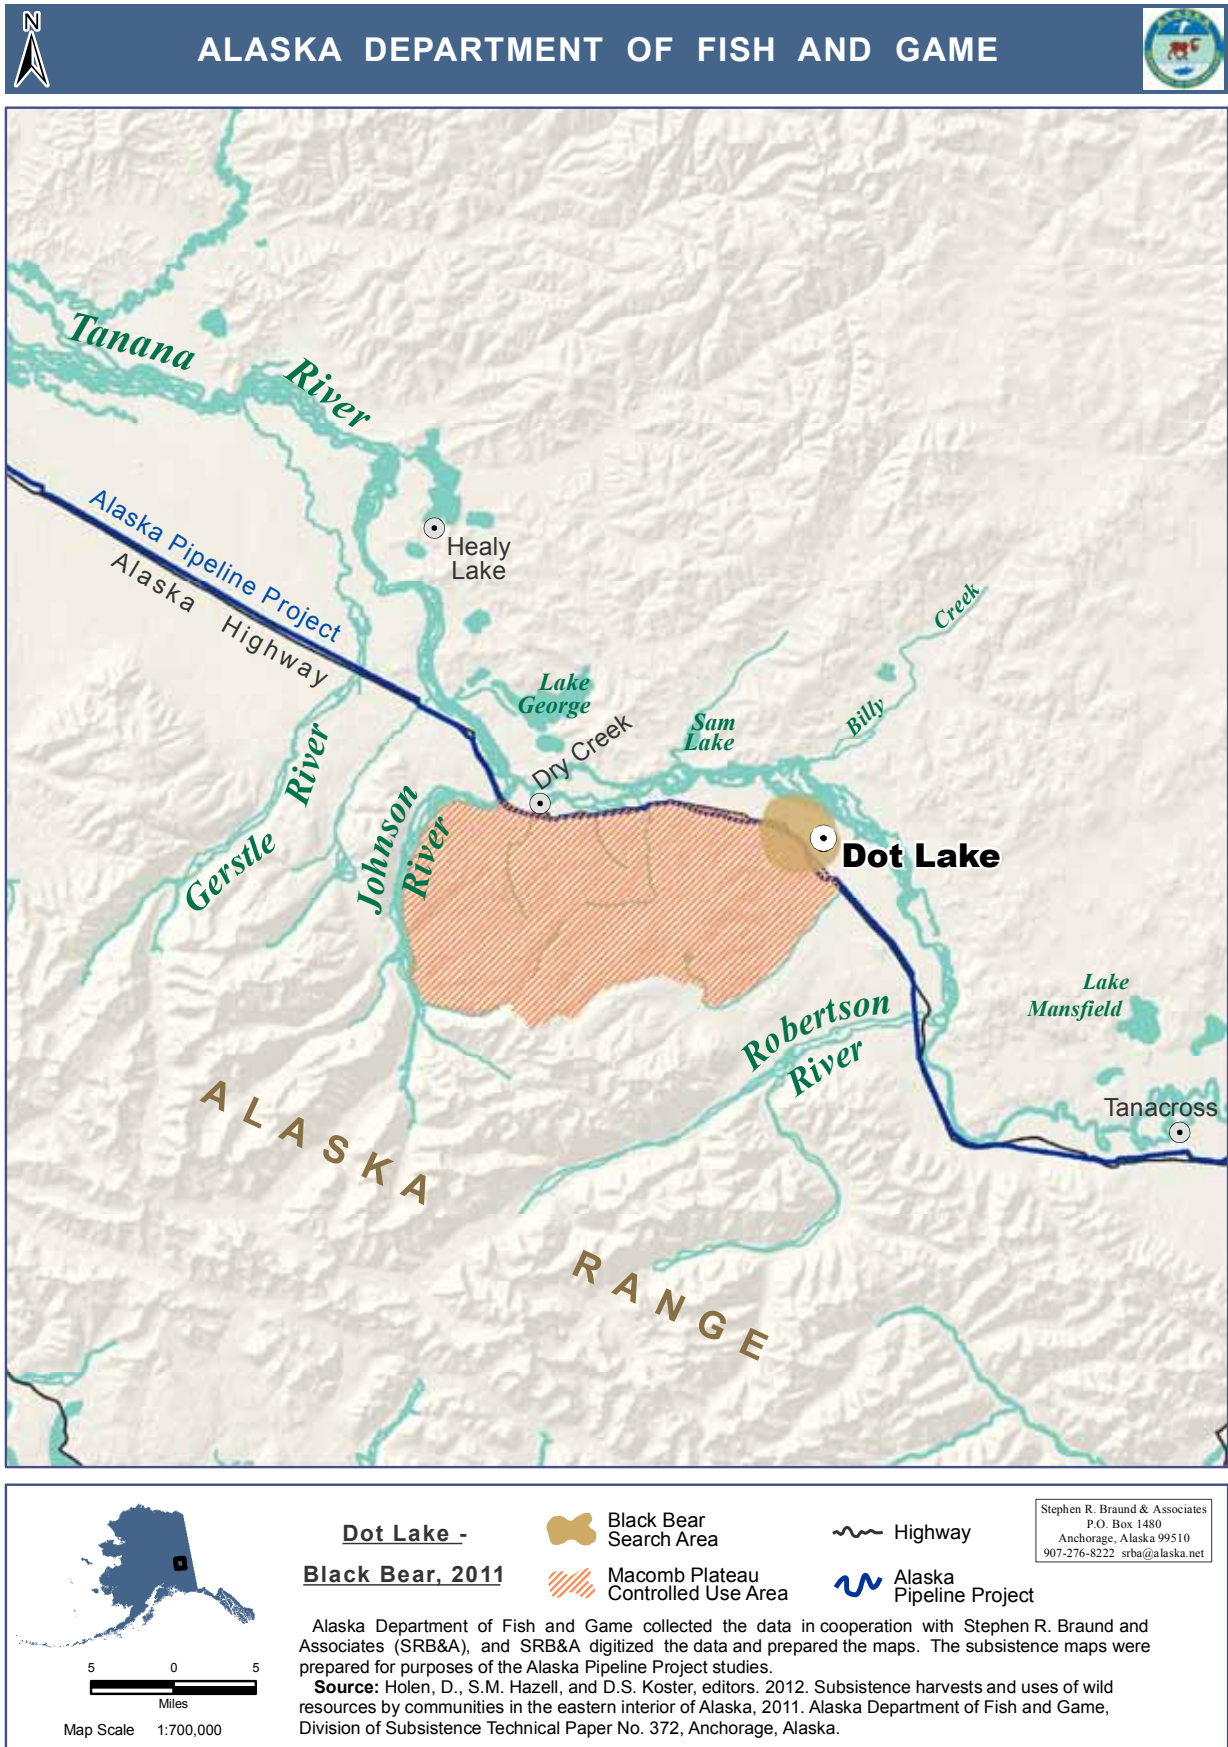 N
ALASKA DEPARTMENT OF FISH AND GAME
ALASKA
Tanana
River
Alaska Pipeline Project
Alaska Highway
Healy
Lake
Creek
Billy
Lake
George
Sam
Lake
Dry Creek
Gerstle
River
Johnson
River
Dot Lake
Lake
Mansfield
Robertson
River
Tanacross
ALASKA
RANGE
Dot Lake -
Black Bear, 2011
Black Bear
Search Area
Macomb Plateau
Controlled Use Area
Highway
Alaska
Pipeline Project
Stephen R. Braund & Associates
P.O. Box 1480
Anchorage, Alaska 99510
907-276-8222 srba@alaska.net
5 0 5
Miles
Map Scale 1:700,000
Alaska Department of Fish and Game collected the data in cooperation with Stephen R. Braund and
Associates (SRB&A), and SRB&A digitized the data and prepared the maps. The subsistence maps were
prepared for purposes of the Alaska Pipeline Project studies.
Source: Holen, D., S.M. Hazell, and D.S. Koster, editors. 2012. Subsistence harvests and uses of wild
resources by communities in the eastern interior of Alaska, 2011. Alaska Department of Fish and Game,
Division of Subsistence Technical Paper No. 372, Anchorage, Alaska.